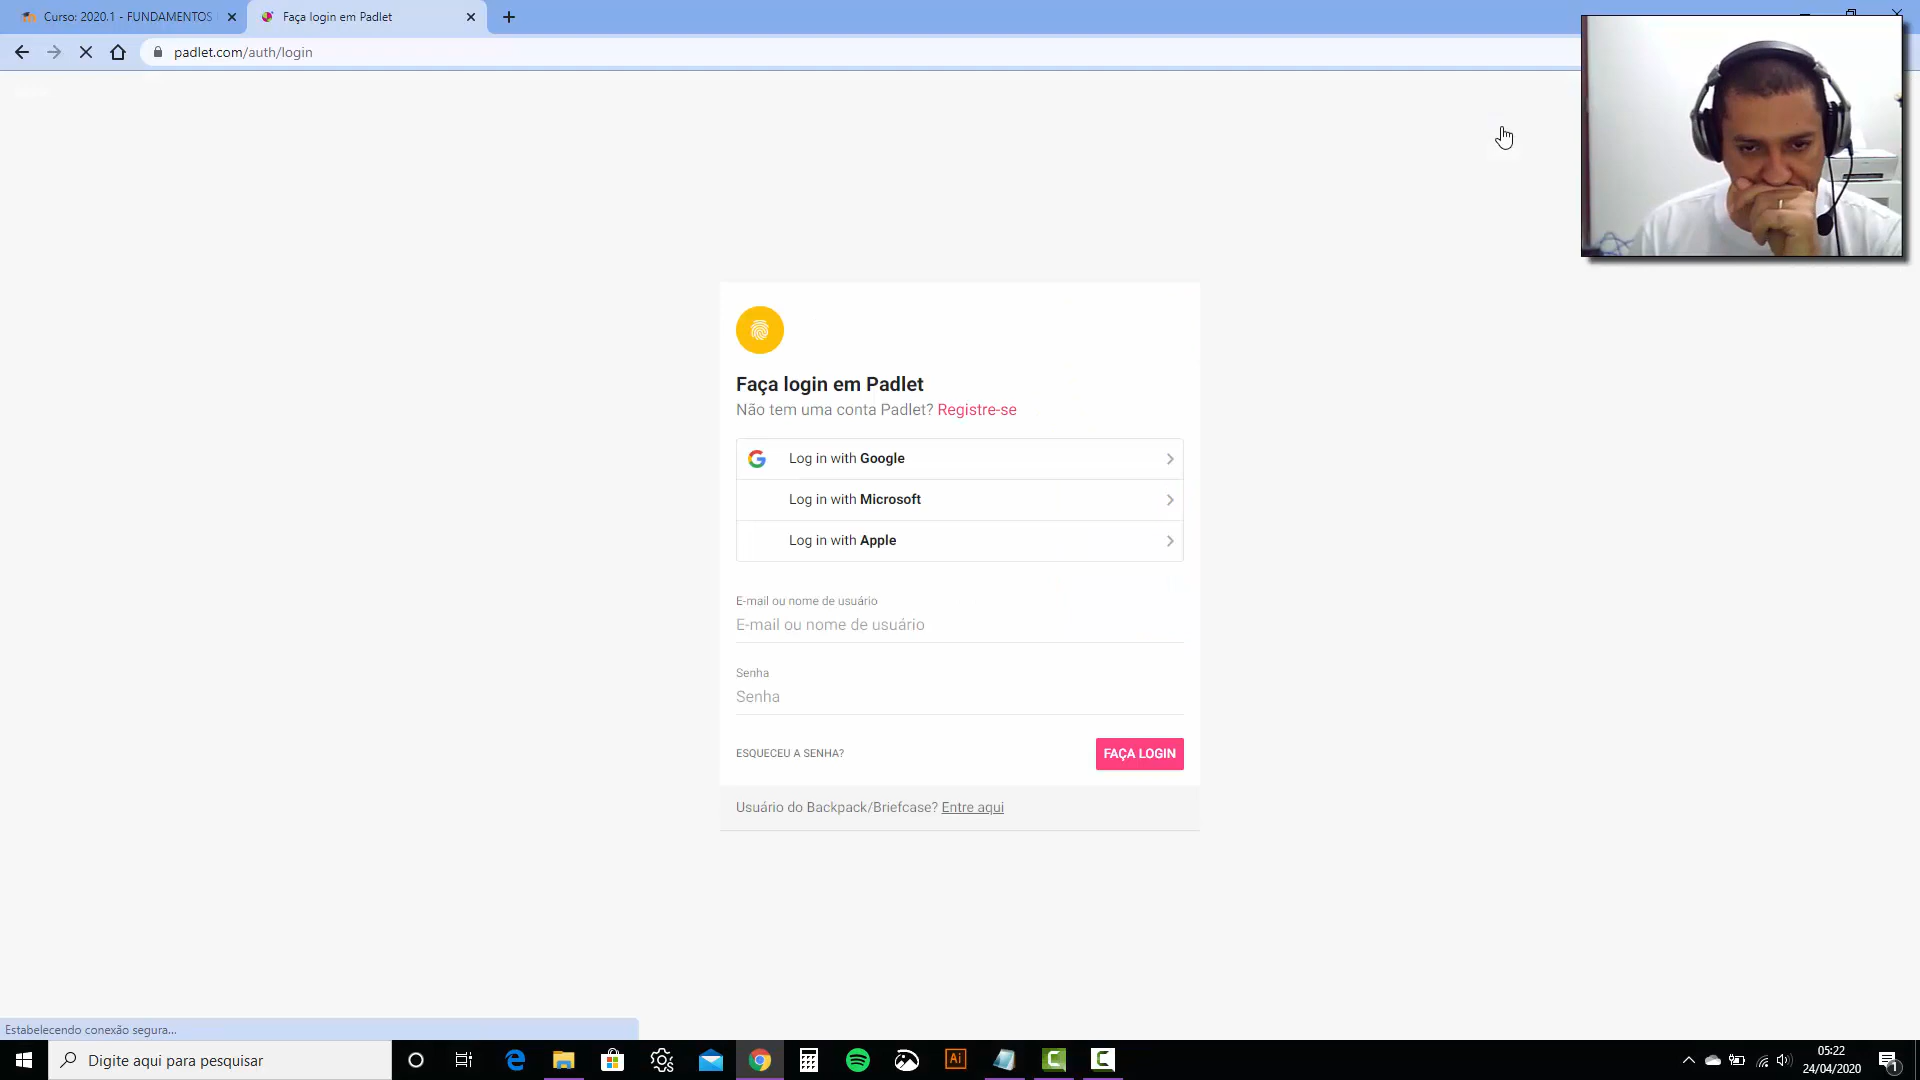 Curso: 2020.1 - FUNDAMENTOS
Faça login em Padlet
padlet.com/auth/login
Faça login em Padlet
Não tem uma conta Padlet? Registre-se
Log in with Google
Log in with Microsoft
Log in with Apple
E-mail ou nome de usuário
E-mail ou nome de usuário
Senha
Senha
ESQUECEU A SENHA?
FAÇA LOGIN
Usuário do Backpack/Briefcase? Entre aqui
Estabelecendo conexão segura...
Digite aqui para pesquisar
Ai
05:22
24/04/2020
1